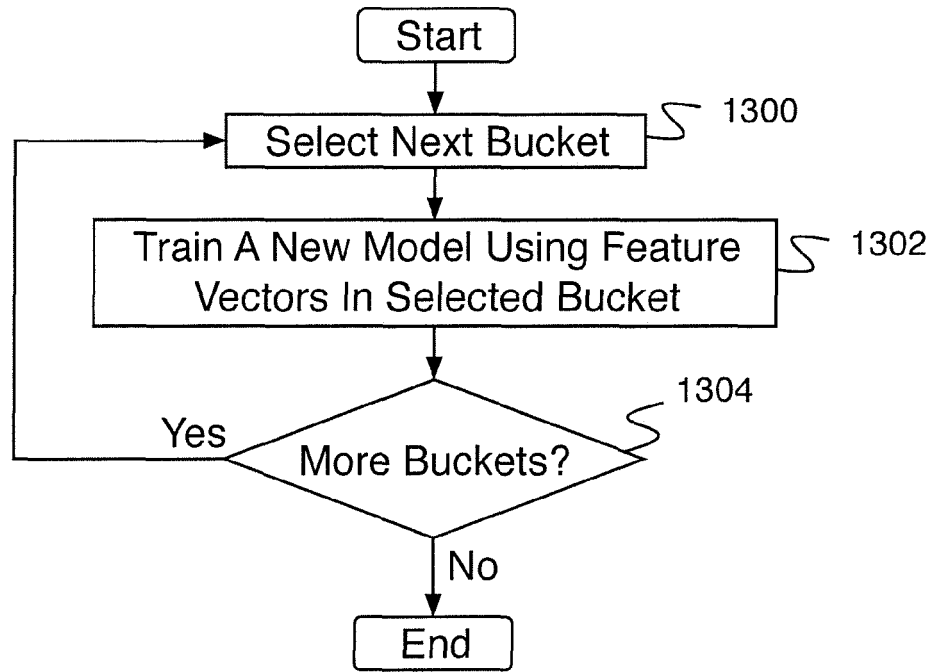 Start
Select Next Bucket
1300
Train A New Model Using Feature
Vectors In Selected Bucket
1302
1304
Yes
More Buckets?
No
End